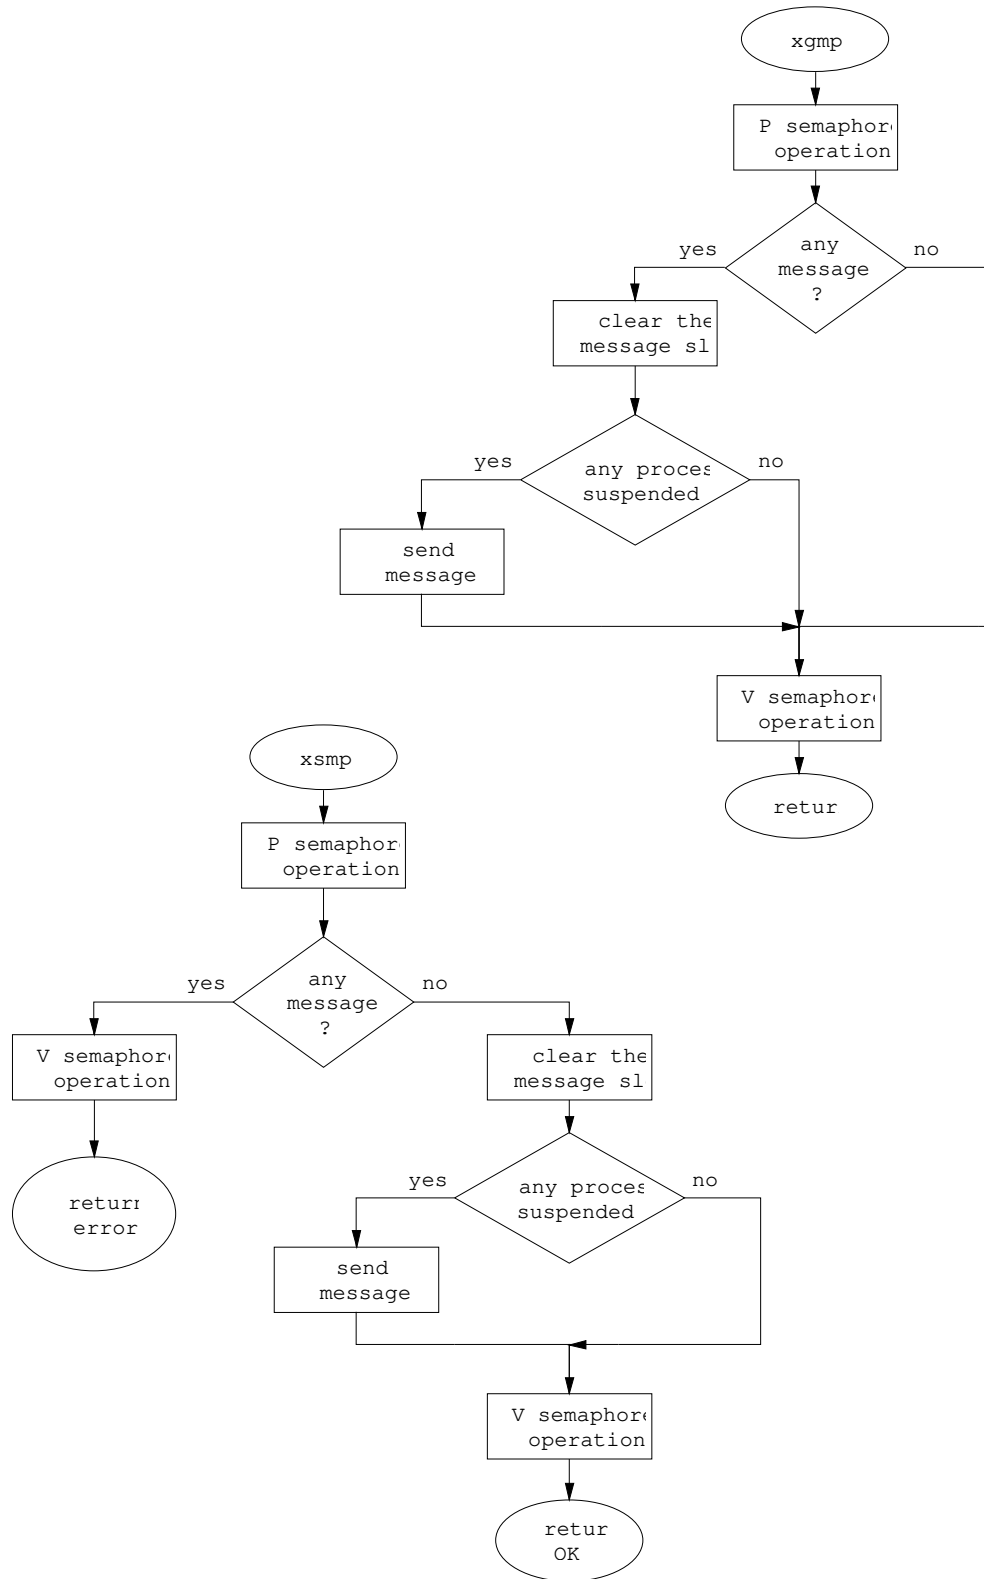 xgmp
P semaphor
operation
yes
any
message
?
no
clear the
message sl
yes
any proces
suspended
no
send
message
V semaphor
operation
retur
xsmp
P semaphor
operation
yes
any
message
?
no
V semaphor
operation
clear the
message sl
return
error
yes
any proces
suspended
no
send
message
V semaphore
operation
retur
OK